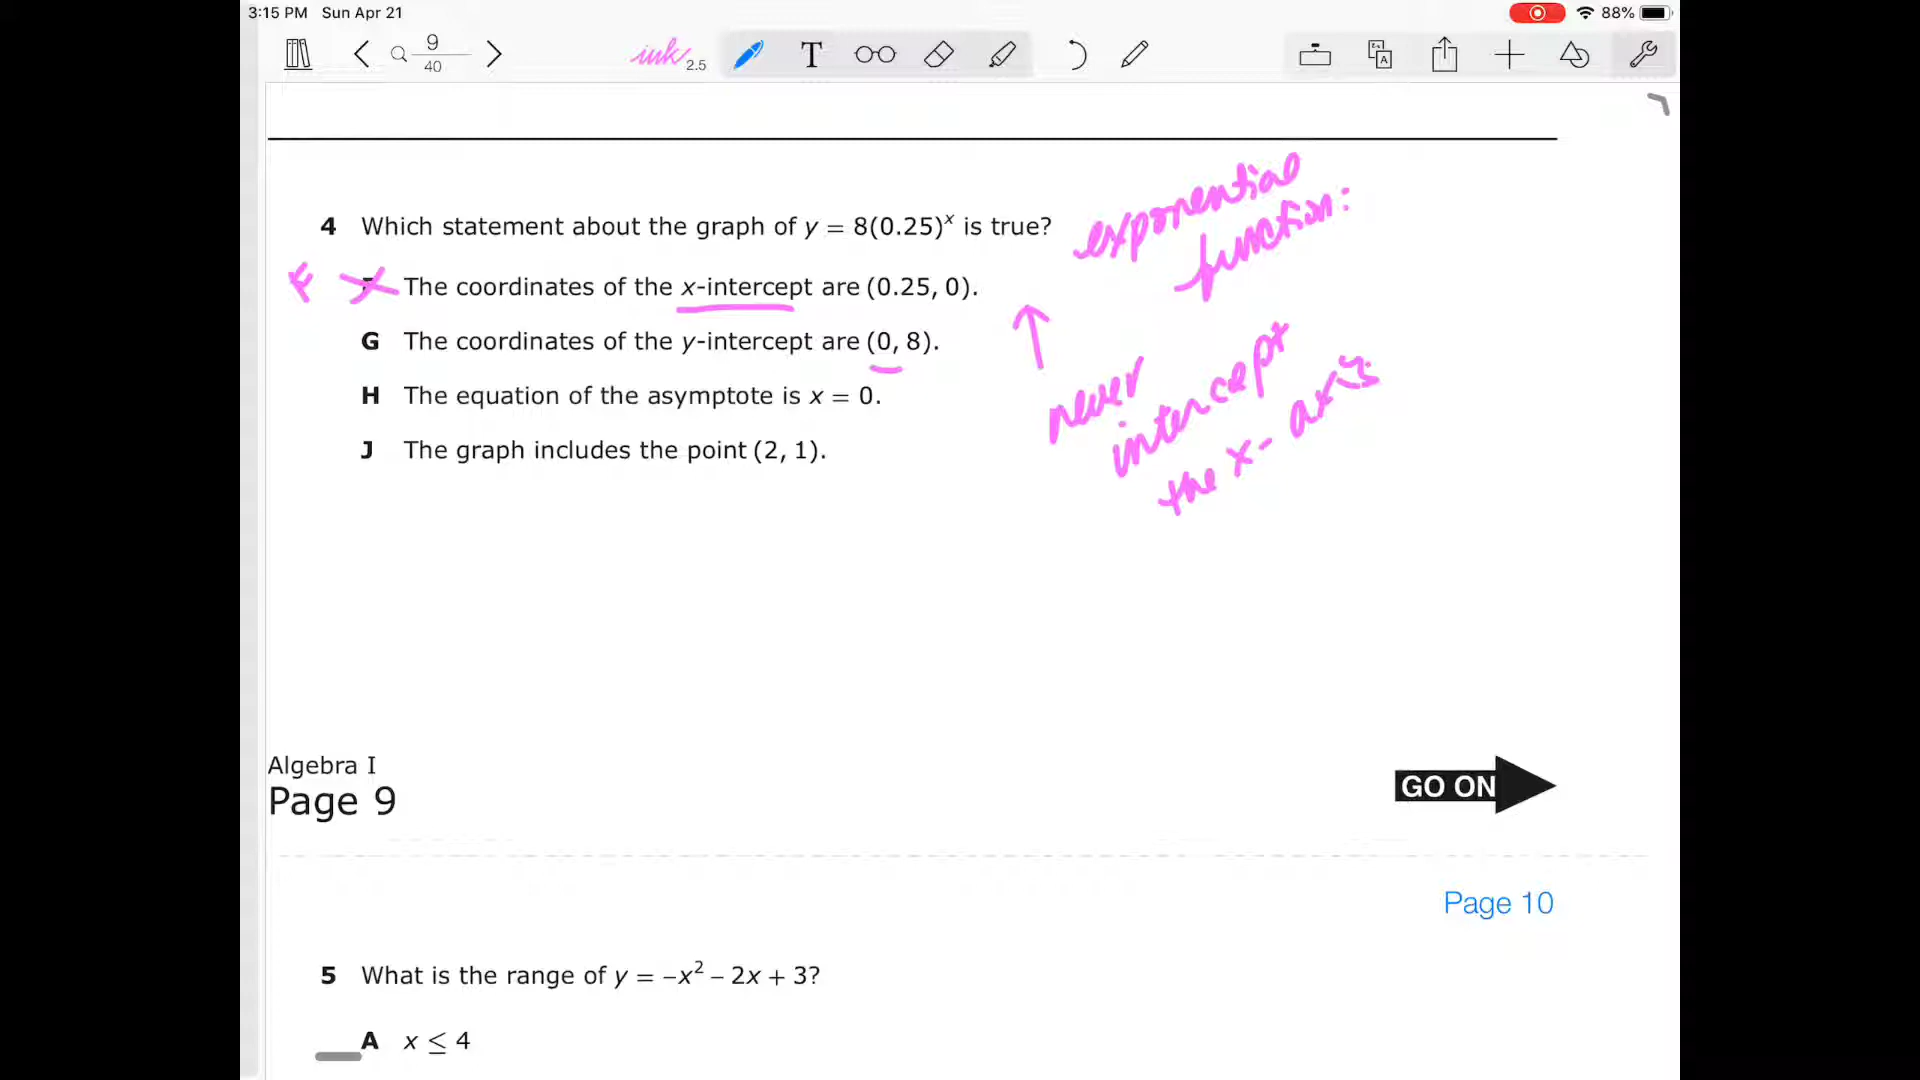 3:15 PM Sun Apr 21
88%
9
40
ink 2.5
T
A
4 Which statement about the graph of y = 8(0.25)^x is true?
exponential
function:
F
The coordinates of the x-intercept are (0.25, 0).
G The coordinates of the y-intercept are (0, 8).
H The equation of the asymptote is x = 0.
J The graph includes the point (2, 1).
never
intercept
the x-axis
Algebra I
Page 9
GO ON
Page 10
5 What is the range of y = –x² – 2x + 3?
A x ≤ 4